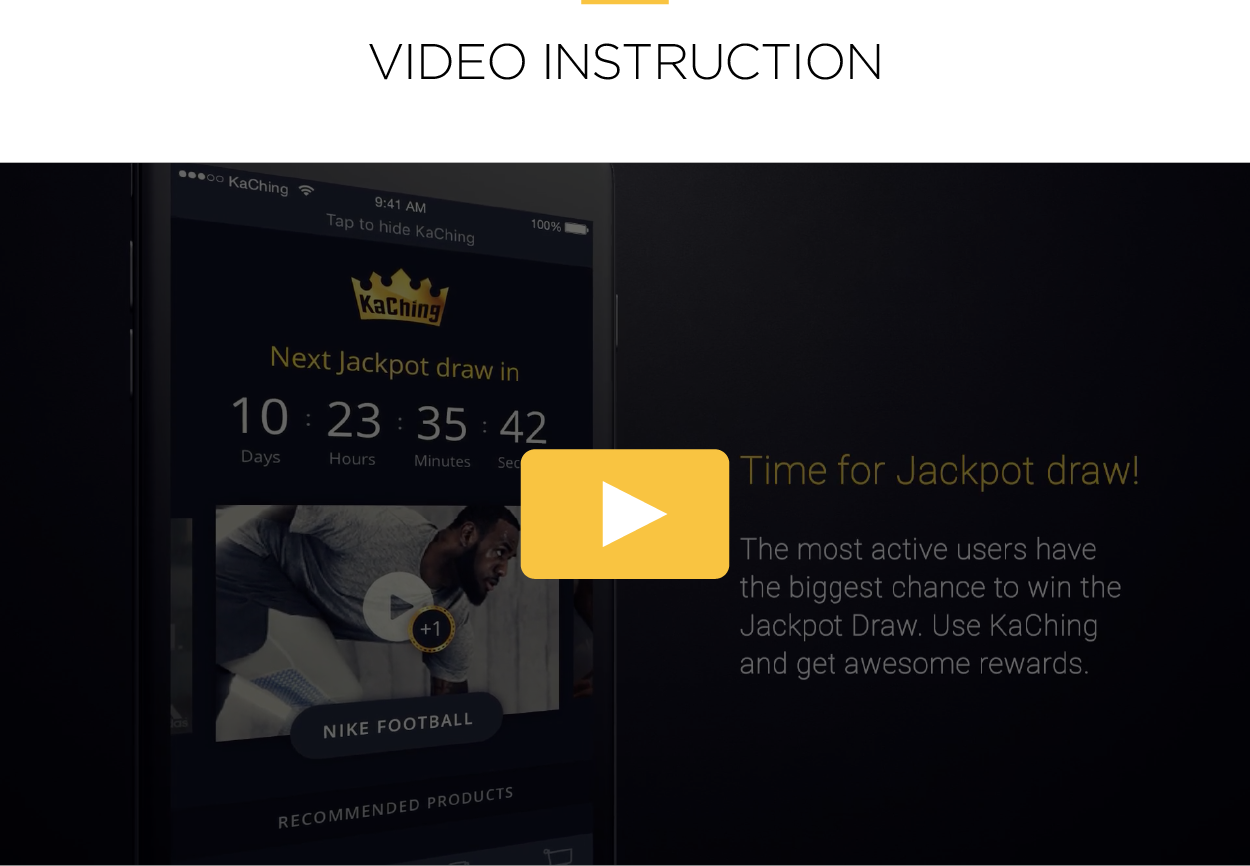 VIDEO INSTRUCTION
KaChing
9:41 AM
100%
Tap to hide KaChing
KaChing
Next Jackpot draw in
10 : 23 : 35 : 42
Days Hours Minutes
+1
NIKE FOOTBALL
RECOMMENDED PRODUCTS
Time for Jackpot draw!
The most active users have
the biggest chance to win the
Jackpot Draw. Use KaChing
and get awesome rewards.